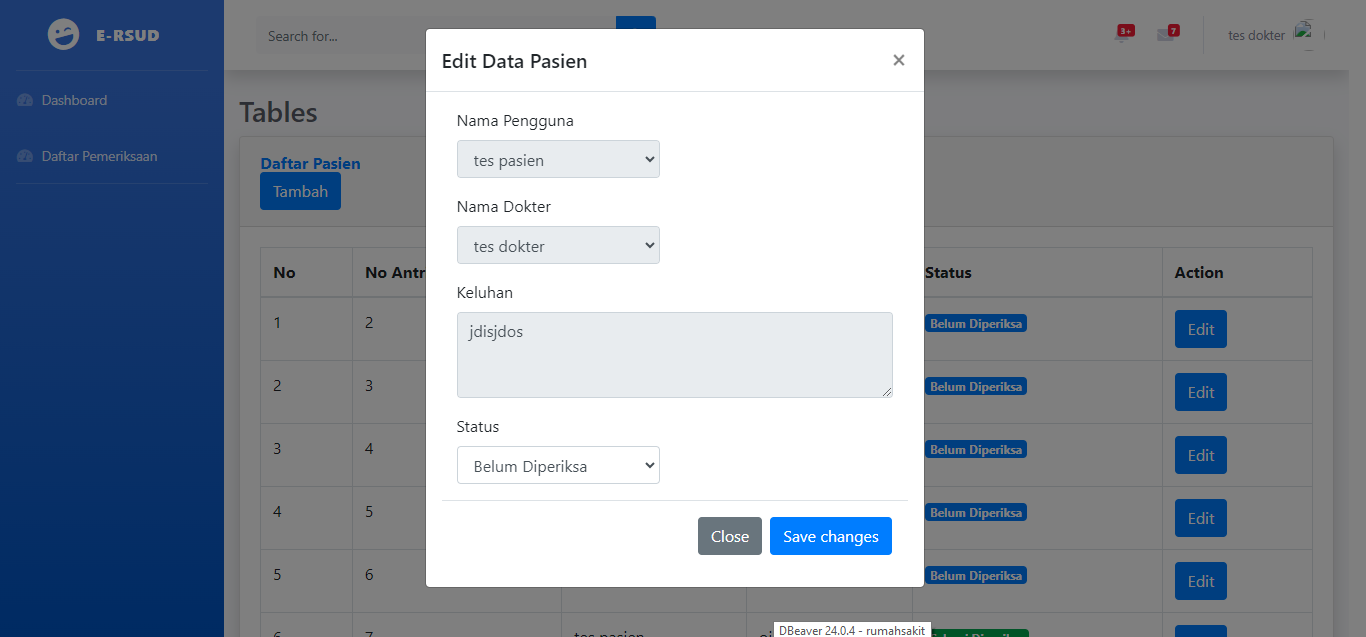 E-RSUD
Dashboard
Daftar Pemeriksaan
Search for...
3+
7
tes dokter
Tables
Daftar Pasien
Tambah
No
No Antr
Status
Action
1
2
Belum Diperiksa
Edit
2
3
Belum Diperiksa
Edit
3
4
Belum Diperiksa
Edit
4
5
Belum Diperiksa
Edit
5
6
Belum Diperiksa
Edit
6
7
tes pasien
Edit Data Pasien
×
Nama Pengguna
tes pasien
Nama Dokter
tes dokter
Keluhan
jdisjdos
Status
Belum Diperiksa
Close
Save changes
DBeaver 24.0.4 - rumahsakit